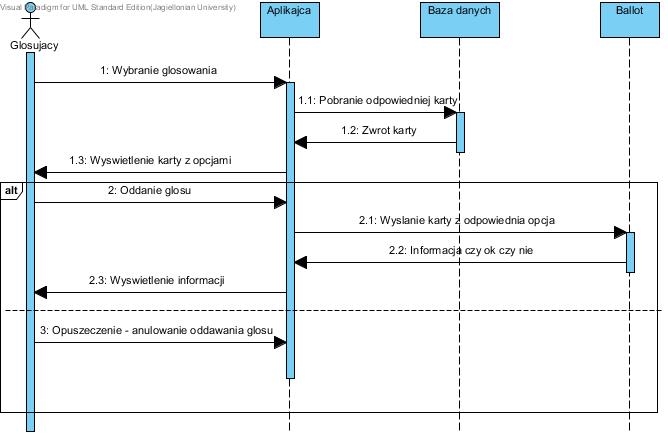 Visual Paradigm for UML Standard Edition(Jagiellonian University)
Glosujacy
Aplikajca
Baza danych
Ballot
1: Wybranie glosowania
1.1: Pobranie odpowiedniej karty
1.2: Zwrot karty
1.3: Wyswietlenie karty z opcjami
alt
2: Oddanie glosu
2.1: Wyslanie karty z odpowiednia opcja
2.2: Informacja czy ok czy nie
2.3: Wyswietlenie informacji
3: Opuszeczenie - anulowanie oddawania glosu